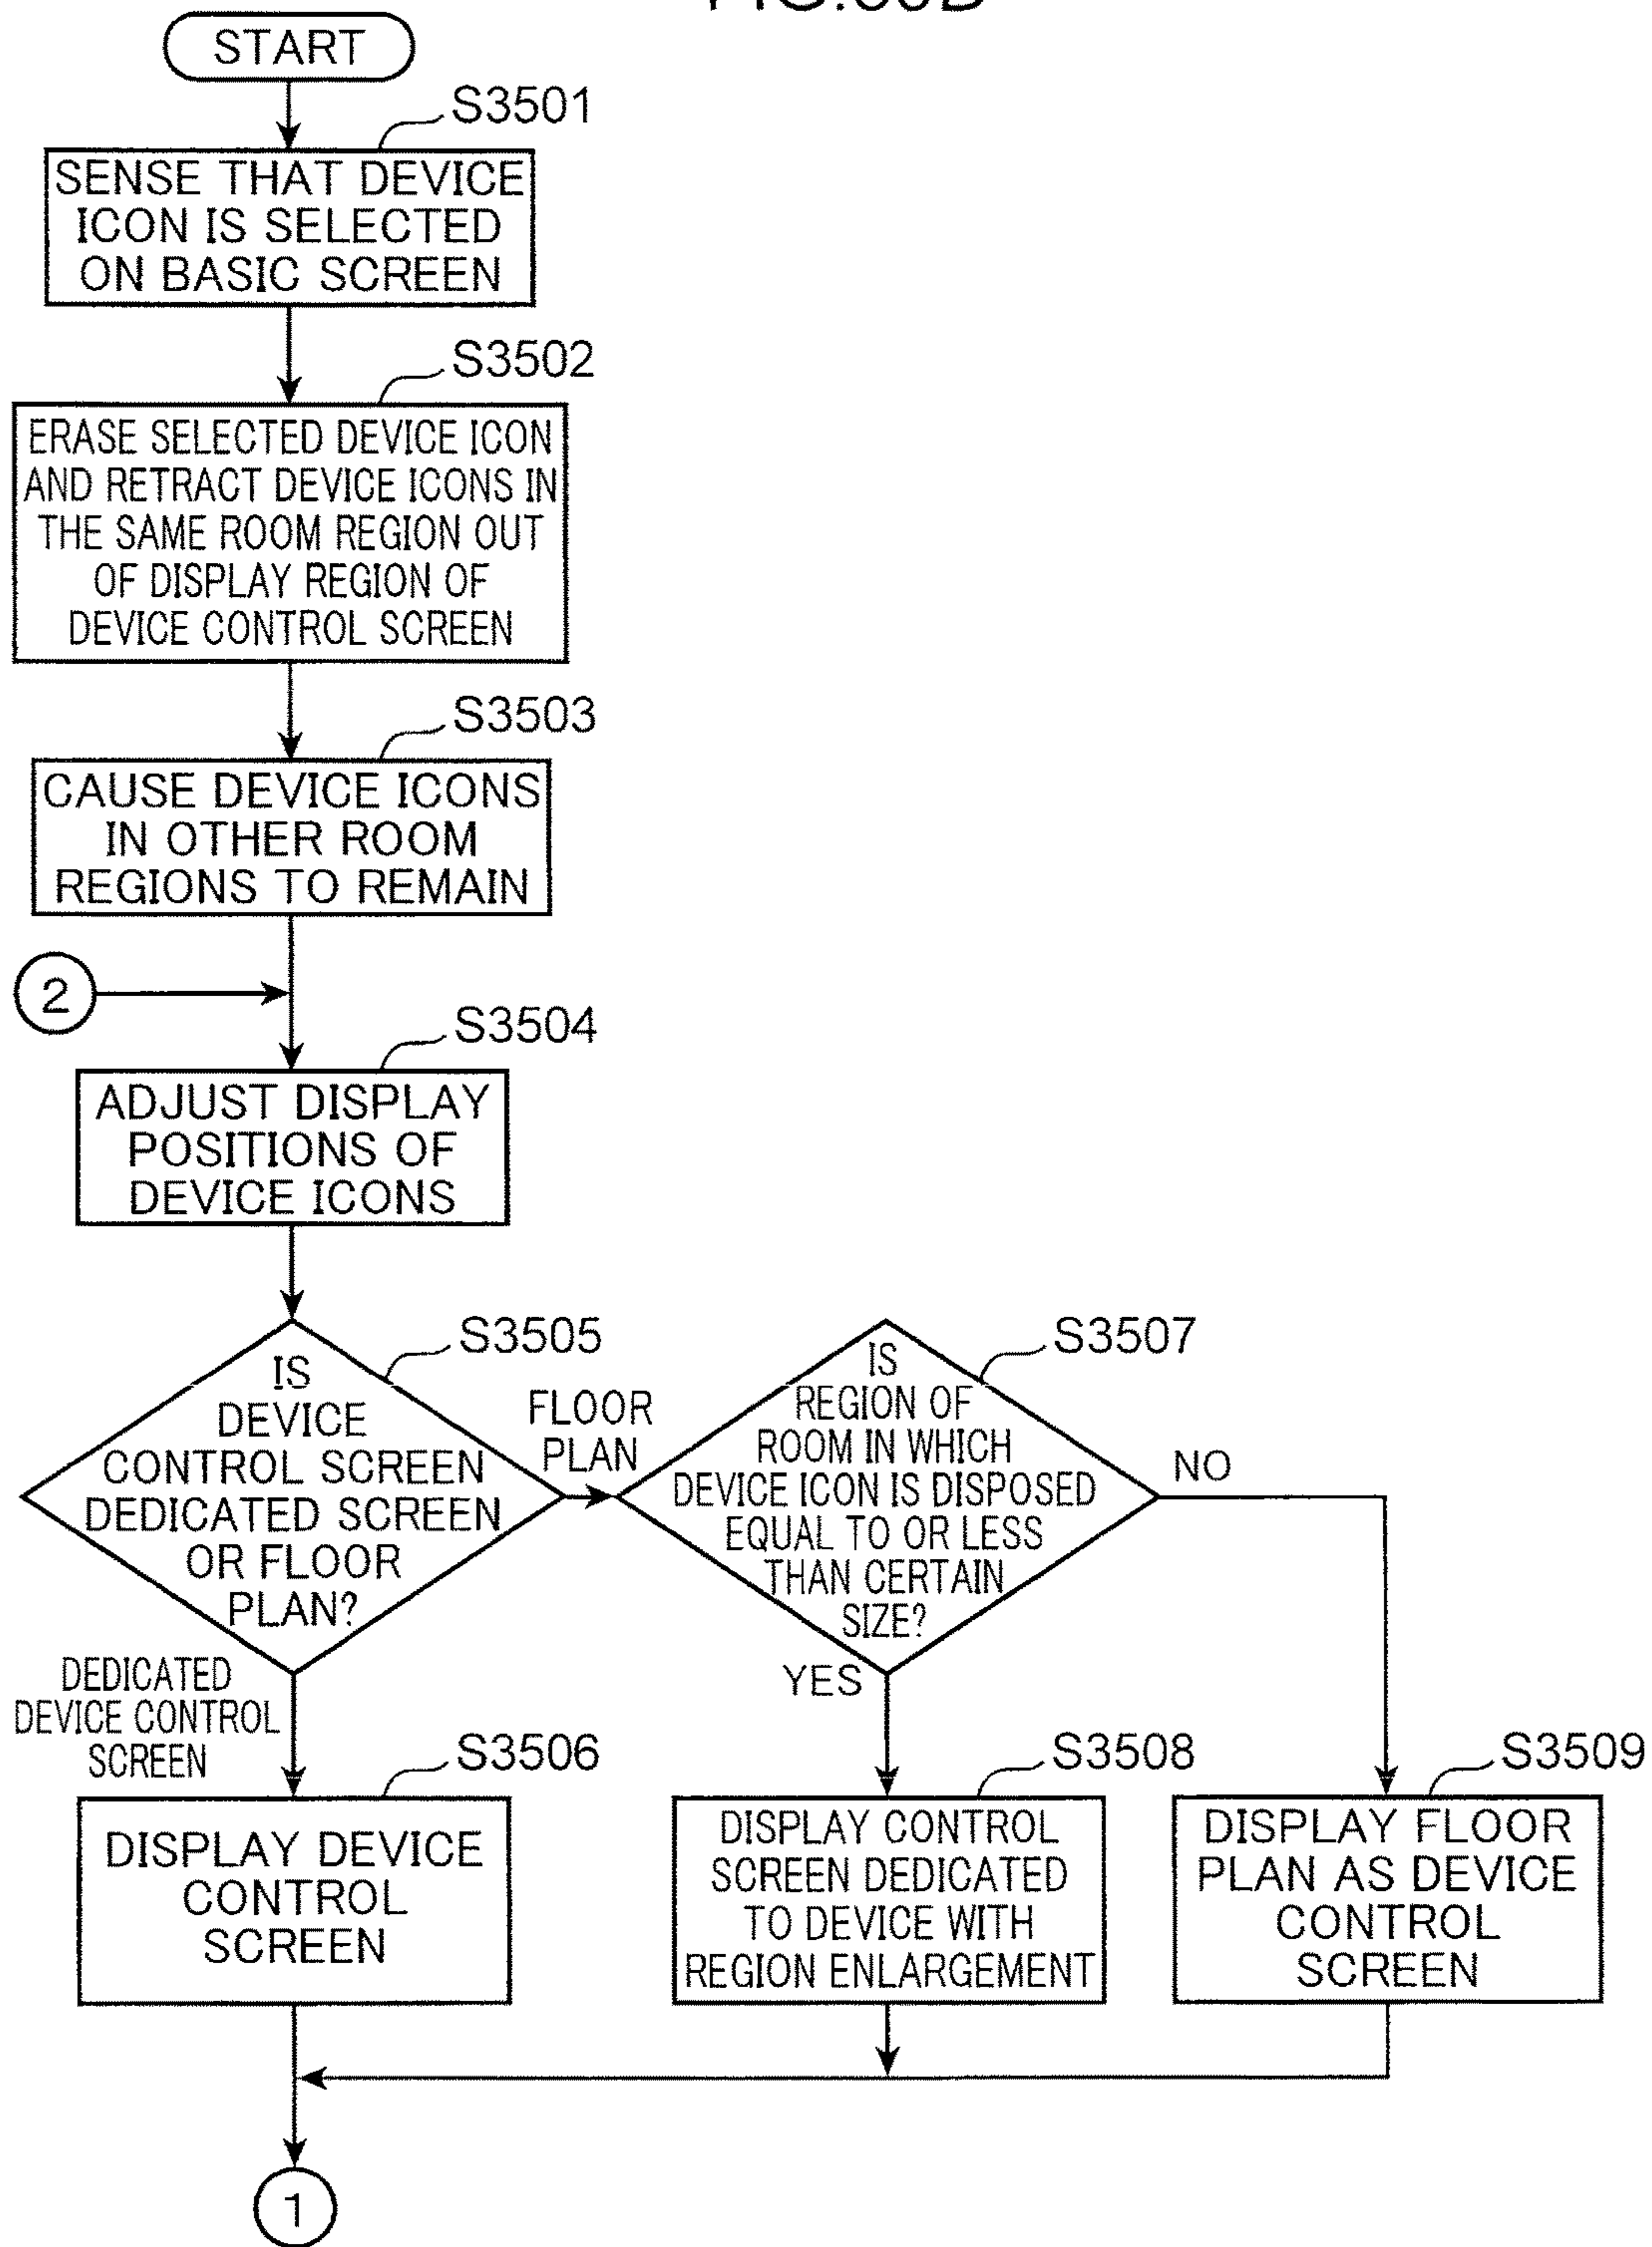 START
S3501
SENSE THAT DEVICE
ICON IS SELECTED
ON BASIC SCREEN
S3502
ERASE SELECTED DEVICE ICON
AND RETRACT DEVICE ICONS IN
THE SAME ROOM REGION OUT
OF DISPLAY REGION OF
DEVICE CONTROL SCREEN
S3503
CAUSE DEVICE ICONS
IN OTHER ROOM
REGIONS TO REMAIN
2
S3504
ADJUST DISPLAY
POSITIONS OF
DEVICE ICONS
S3505
IS
DEVICE
CONTROL SCREEN
DEDICATED SCREEN
OR FLOOR
PLAN?
FLOOR
PLAN
S3507
IS
REGION OF
ROOM IN WHICH
DEVICE ICON IS DISPOSED
EQUAL TO OR LESS
THAN CERTAIN
SIZE?
NO
YES
DEDICATED
DEVICE CONTROL
SCREEN
S3506
DISPLAY DEVICE
CONTROL
SCREEN
S3508
DISPLAY CONTROL
SCREEN DEDICATED
TO DEVICE WITH
REGION ENLARGEMENT
S3509
DISPLAY FLOOR
PLAN AS DEVICE
CONTROL
SCREEN
1